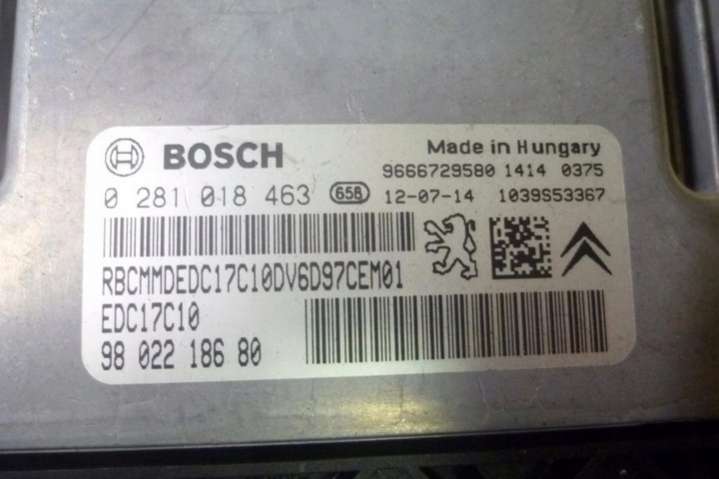 BOSCH
Made in Hungary
9666729580 1414 0375
0 281 018 463 656 12-07-14 1039S53367
RBCMMDEDC17C10DV6D97CEM01
EDC17C10
98 022 186 80